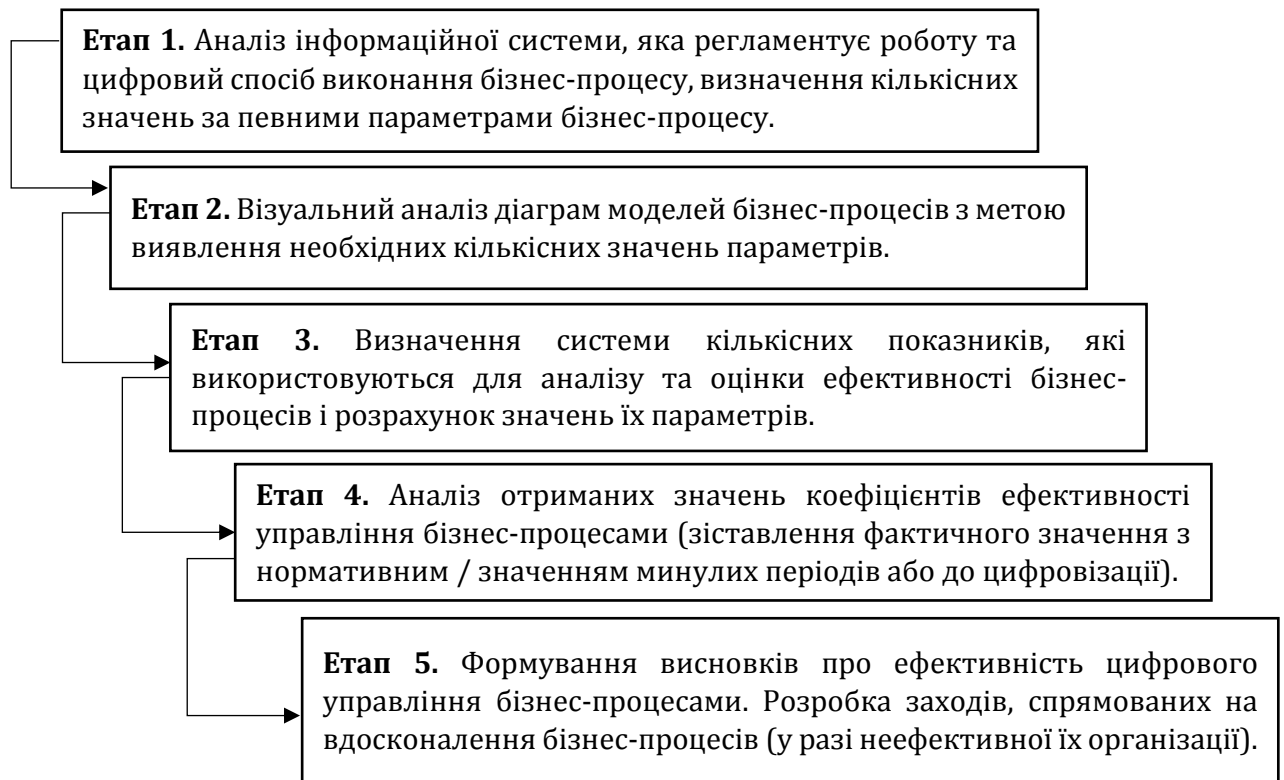 Етап 1. Аналіз інформаційної системи, яка регламентує роботу та
цифровий спосіб виконання бізнес-процесу, визначення кількісних
значень за певними параметрами бізнес-процесу.
Етап 2. Візуальний аналіз діаграм моделей бізнес-процесів з метою
виявлення необхідних кількісних значень параметрів.
Етап 3. Визначення системи кількісних показників, які
використовуються для аналізу та оцінки ефективності бізнес-
процесів і розрахунок значень їх параметрів.
Етап 4. Аналіз отриманих значень коефіцієнтів ефективності
управління бізнес-процесами (зіставлення фактичного значення з
нормативним / значенням минулих періодів або до цифровізації).
Етап 5. Формування висновків про ефективність цифрового
управління бізнес-процесами. Розробка заходів, спрямованих на
вдосконалення бізнес-процесів (у разі неефективної їх організації).